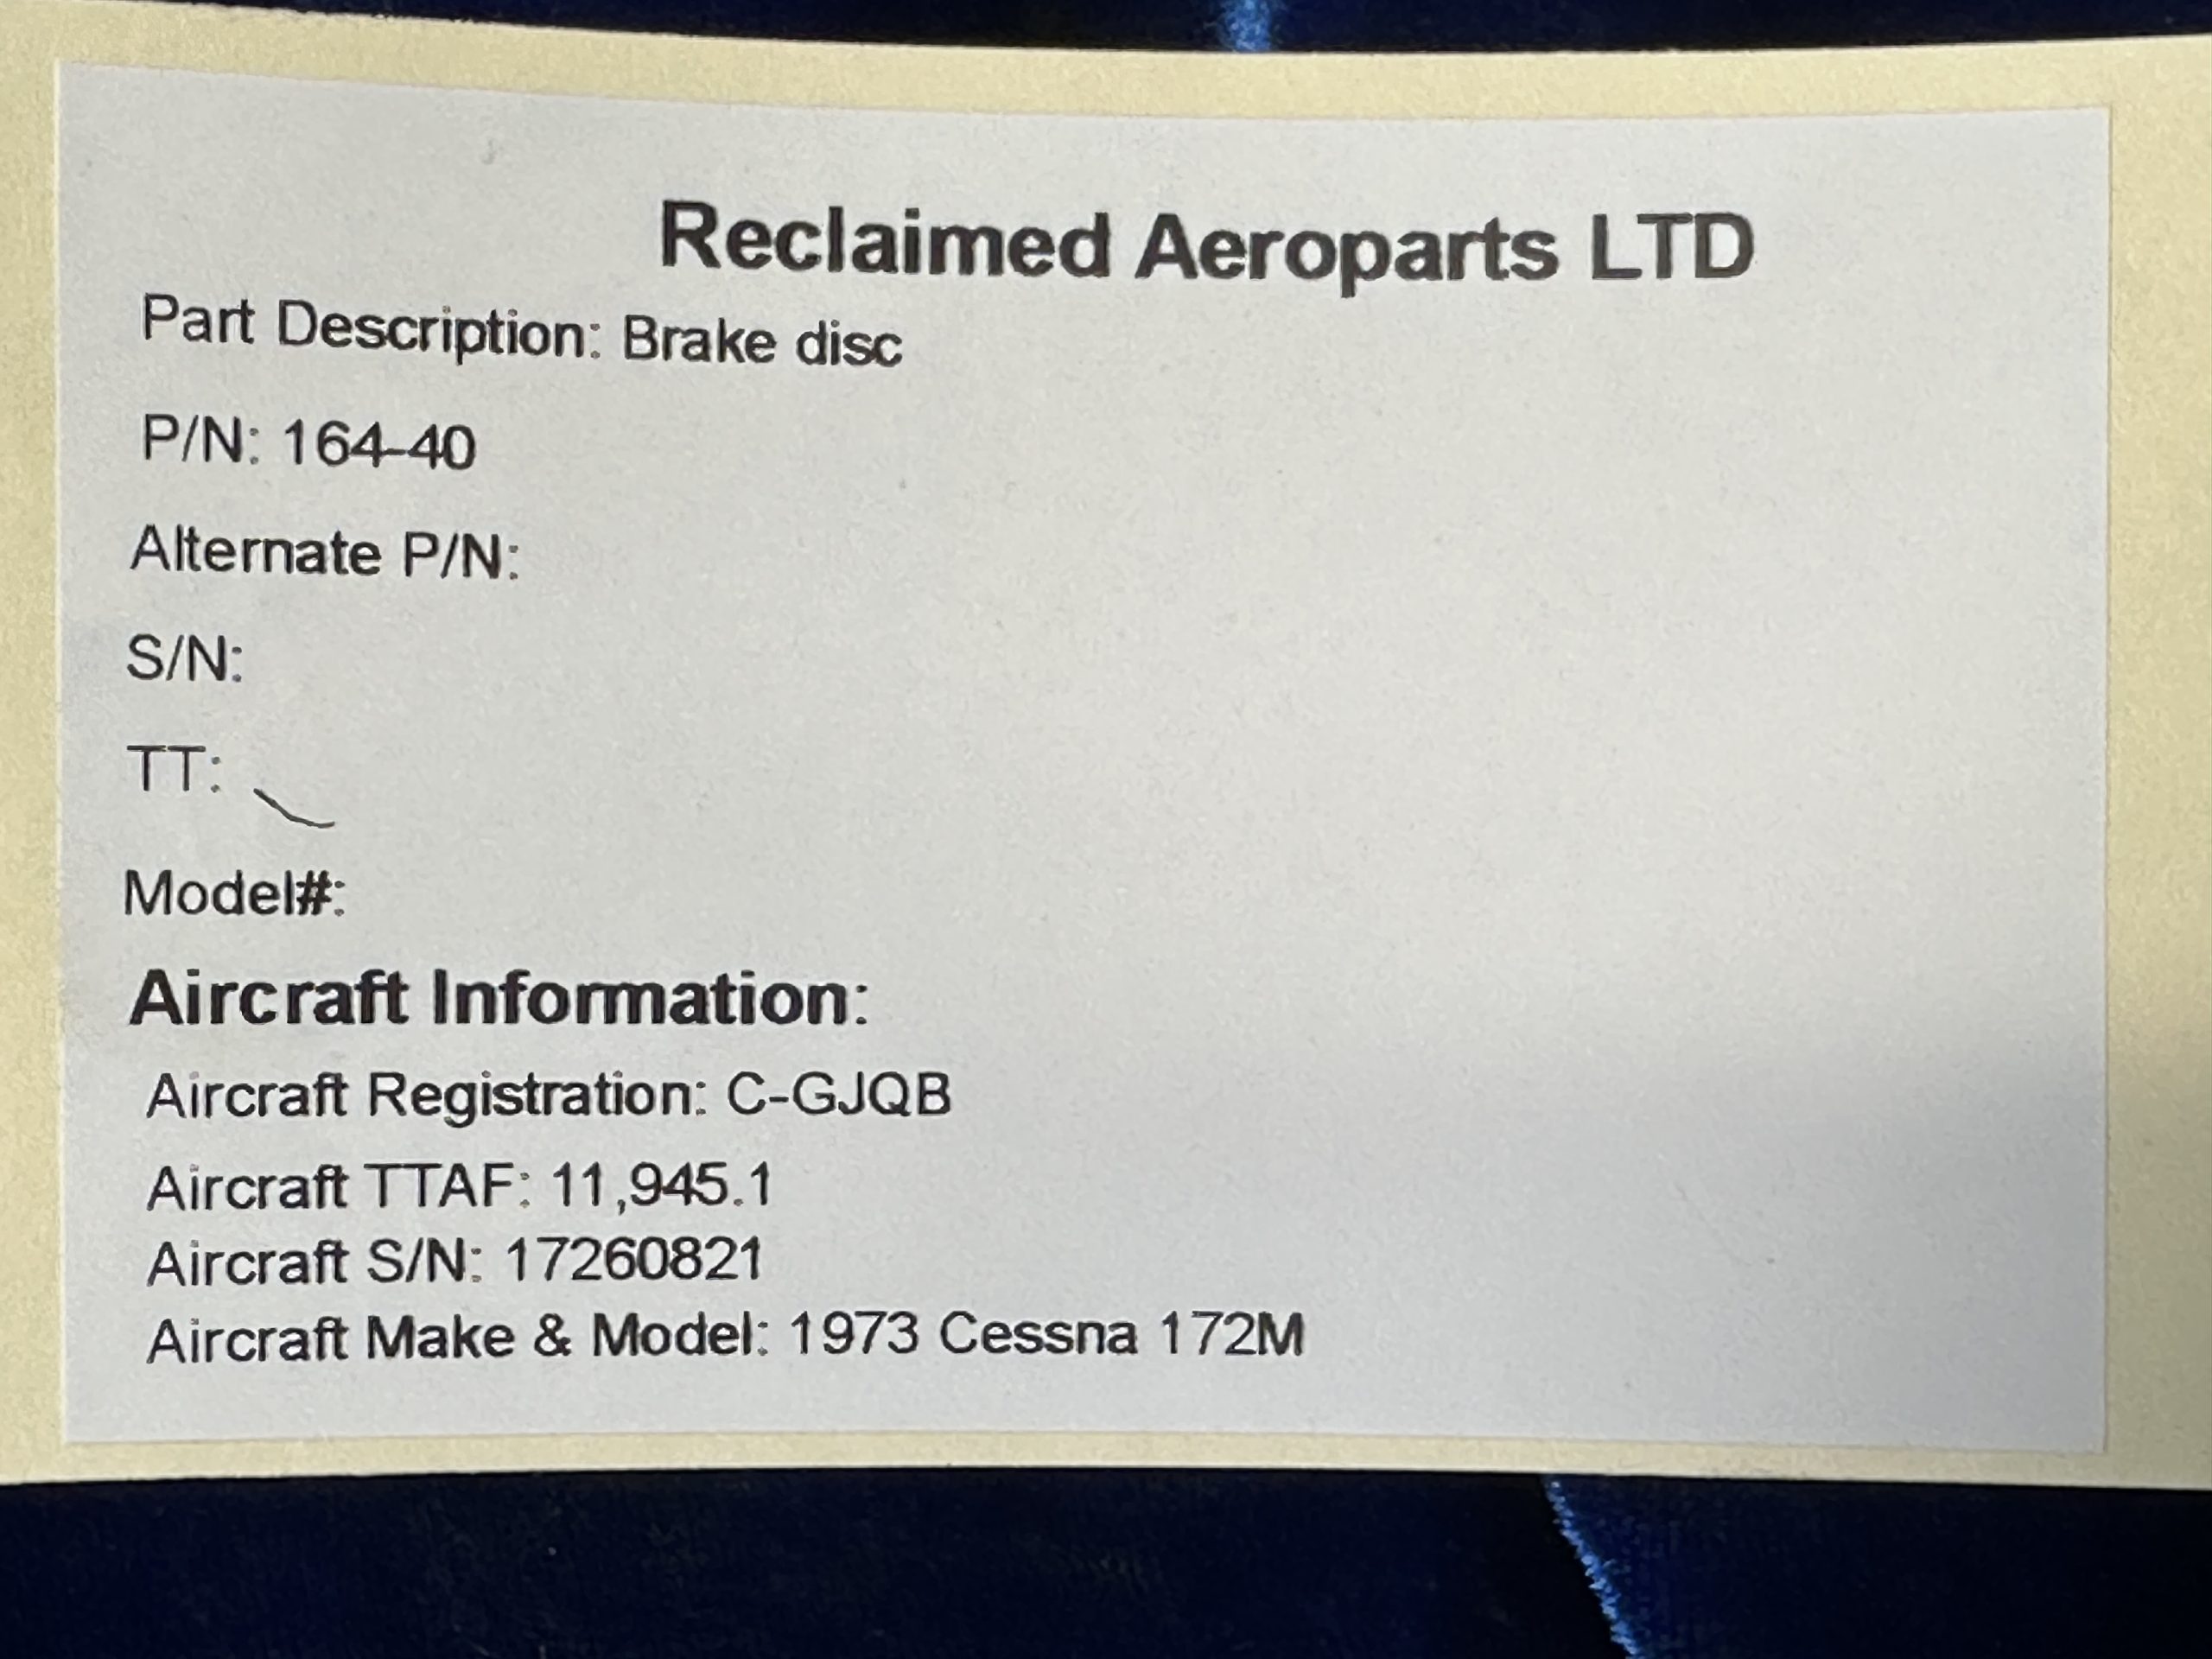 Reclaimed Aeroparts LTD
Part Description: Brake disc
P/N: 164-40
Alternate P/N:
S/N:
TT:
Model#:
Aircraft Information:
Aircraft Registration: C-GJQB
Aircraft TTAF: 11,945.1
Aircraft S/N: 17260821
Aircraft Make & Model: 1973 Cessna 172M